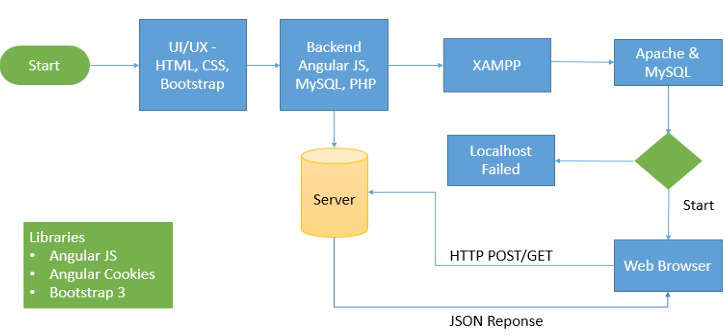 Start
UI/UX -
HTML, CSS,
Bootstrap
Backend
Angular JS,
MySQL, PHP
XAMPP
Apache &
MySQL
Localhost
Failed
Start
Server
Libraries
• Angular JS
• Angular Cookies
• Bootstrap 3
HTTP POST/GET
Web Browser
JSON Reponse